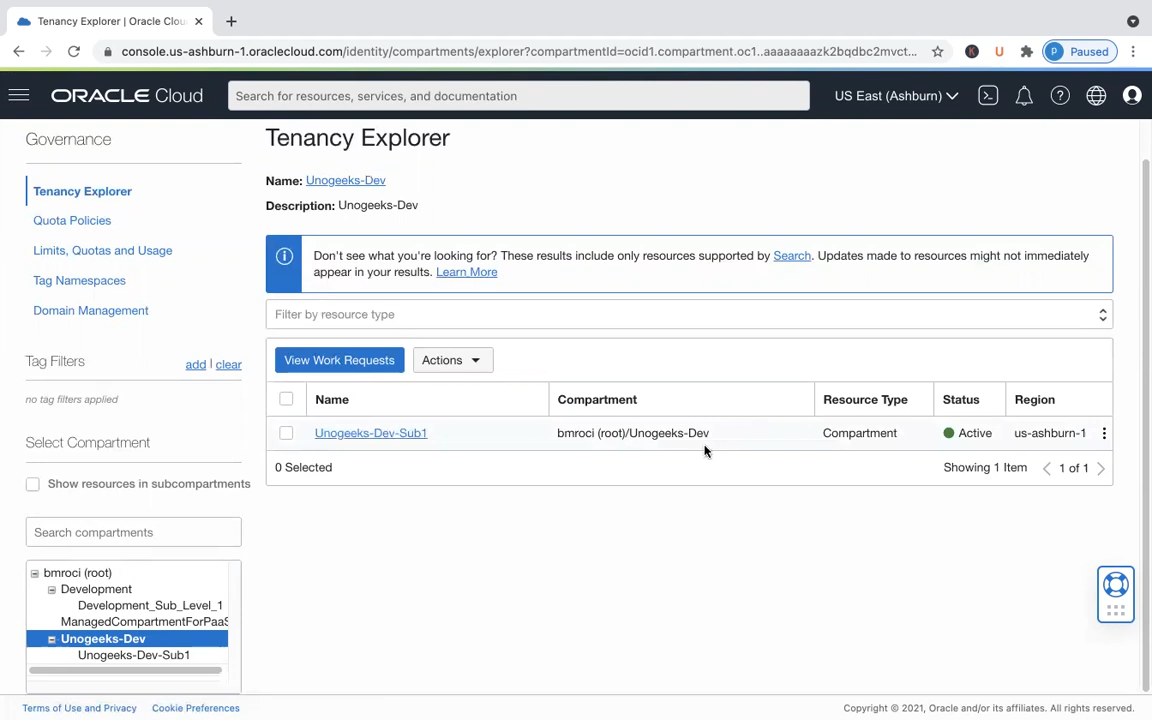 Tenancy Explorer | Oracle Clou
console.us-ashburn-1.oraclecloud.com/identity/compartments/explorer?compartmentId=ocid1.compartment.oc1..aaaaaaaazk2bqdbc2mvct...
K
U
P Paused
ORACLE Cloud
Search for resources, services, and documentation
US East (Ashburn)
Governance
Tenancy Explorer
Quota Policies
Limits, Quotas and Usage
Tag Namespaces
Domain Management
Tag Filters
add | clear
no tag filters applied
Select Compartment
Show resources in subcompartments
Search compartments
bmroci (root)
Development
Development_Sub_Level_1
ManagedCompartmentForPaaS
Unogeeks-Dev
Unogeeks-Dev-Sub1
Tenancy Explorer
Name: Unogeeks-Dev
Description: Unogeeks-Dev
Don't see what you're looking for? These results include only resources supported by Search. Updates made to resources might not immediately
appear in your results. Learn More
Filter by resource type
View Work Requests
Actions
Name Compartment Resource Type Status Region
Unogeeks-Dev-Sub1 bmroci (root)/Unogeeks-Dev Compartment Active us-ashburn-1
0 Selected Showing 1 Item 1 of 1
Terms of Use and Privacy Cookie Preferences
Copyright © 2021, Oracle and/or its affiliates. All rights reserved.